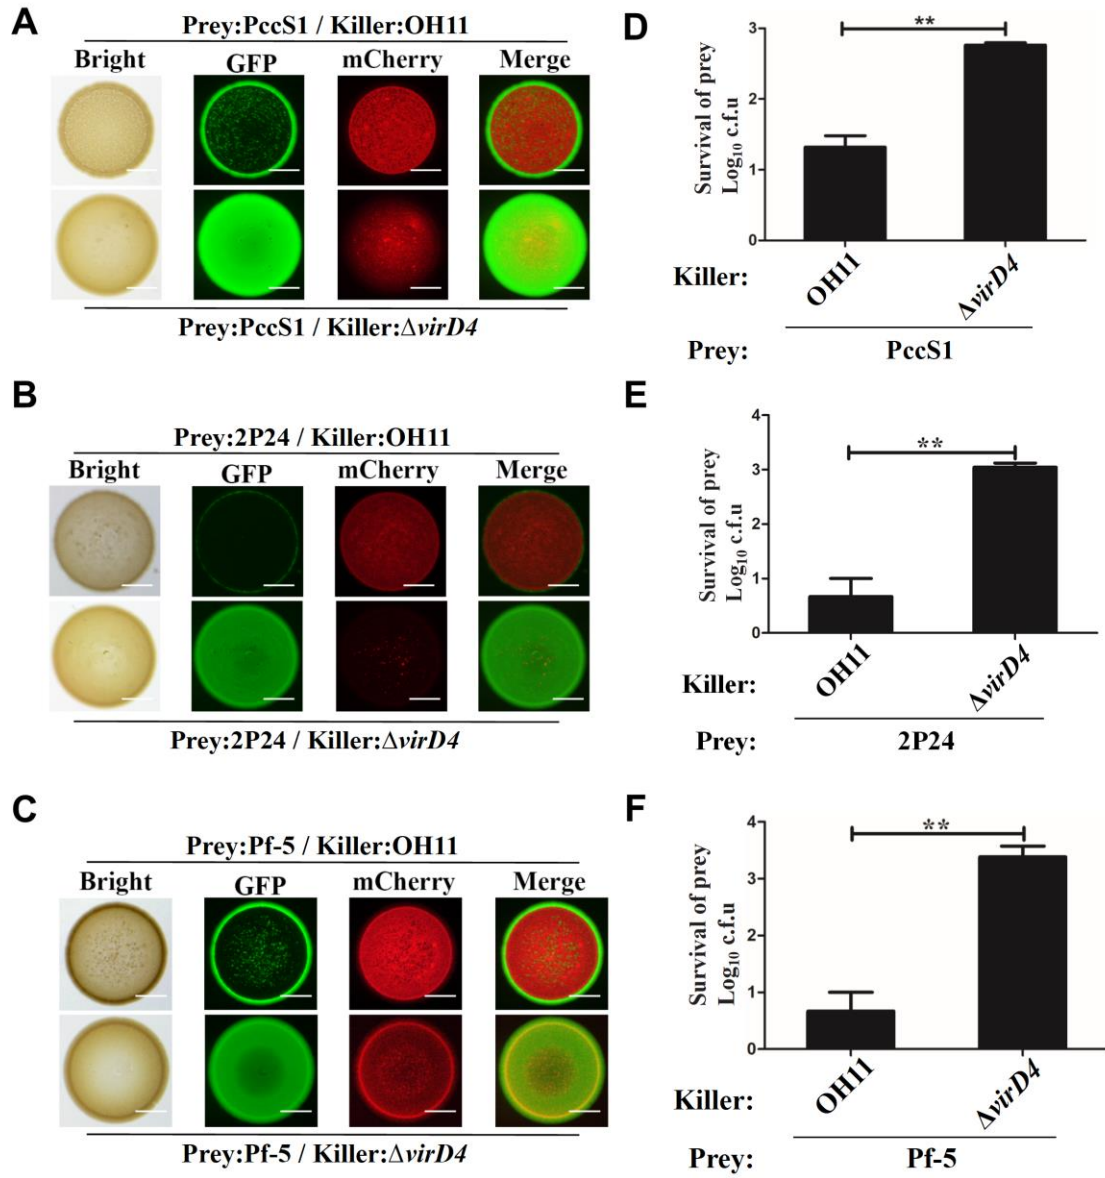 A
Prey:PccS1 / Killer:OH11
Bright GFP mCherry Merge
Prey:PccS1 / Killer:ΔvirD4
B
Prey:2P24 / Killer:OH11
Bright GFP mCherry Merge
Prey:2P24 / Killer:ΔvirD4
C
Prey:Pf-5 / Killer:OH11
Bright GFP mCherry Merge
Prey:Pf-5 / Killer:ΔvirD4
D
Survival of prey
Log₁₀ c.f.u
3
2
1
0
**
Killer: OH11 ΔvirD4
Prey: PccS1
E
Survival of prey
Log₁₀ c.f.u
4
3
2
1
0
**
Killer: OH11 ΔvirD4
Prey: 2P24
F
Survival of prey
Log₁₀ c.f.u
4
3
2
1
0
**
Killer: OH11 ΔvirD4
Prey: Pf-5